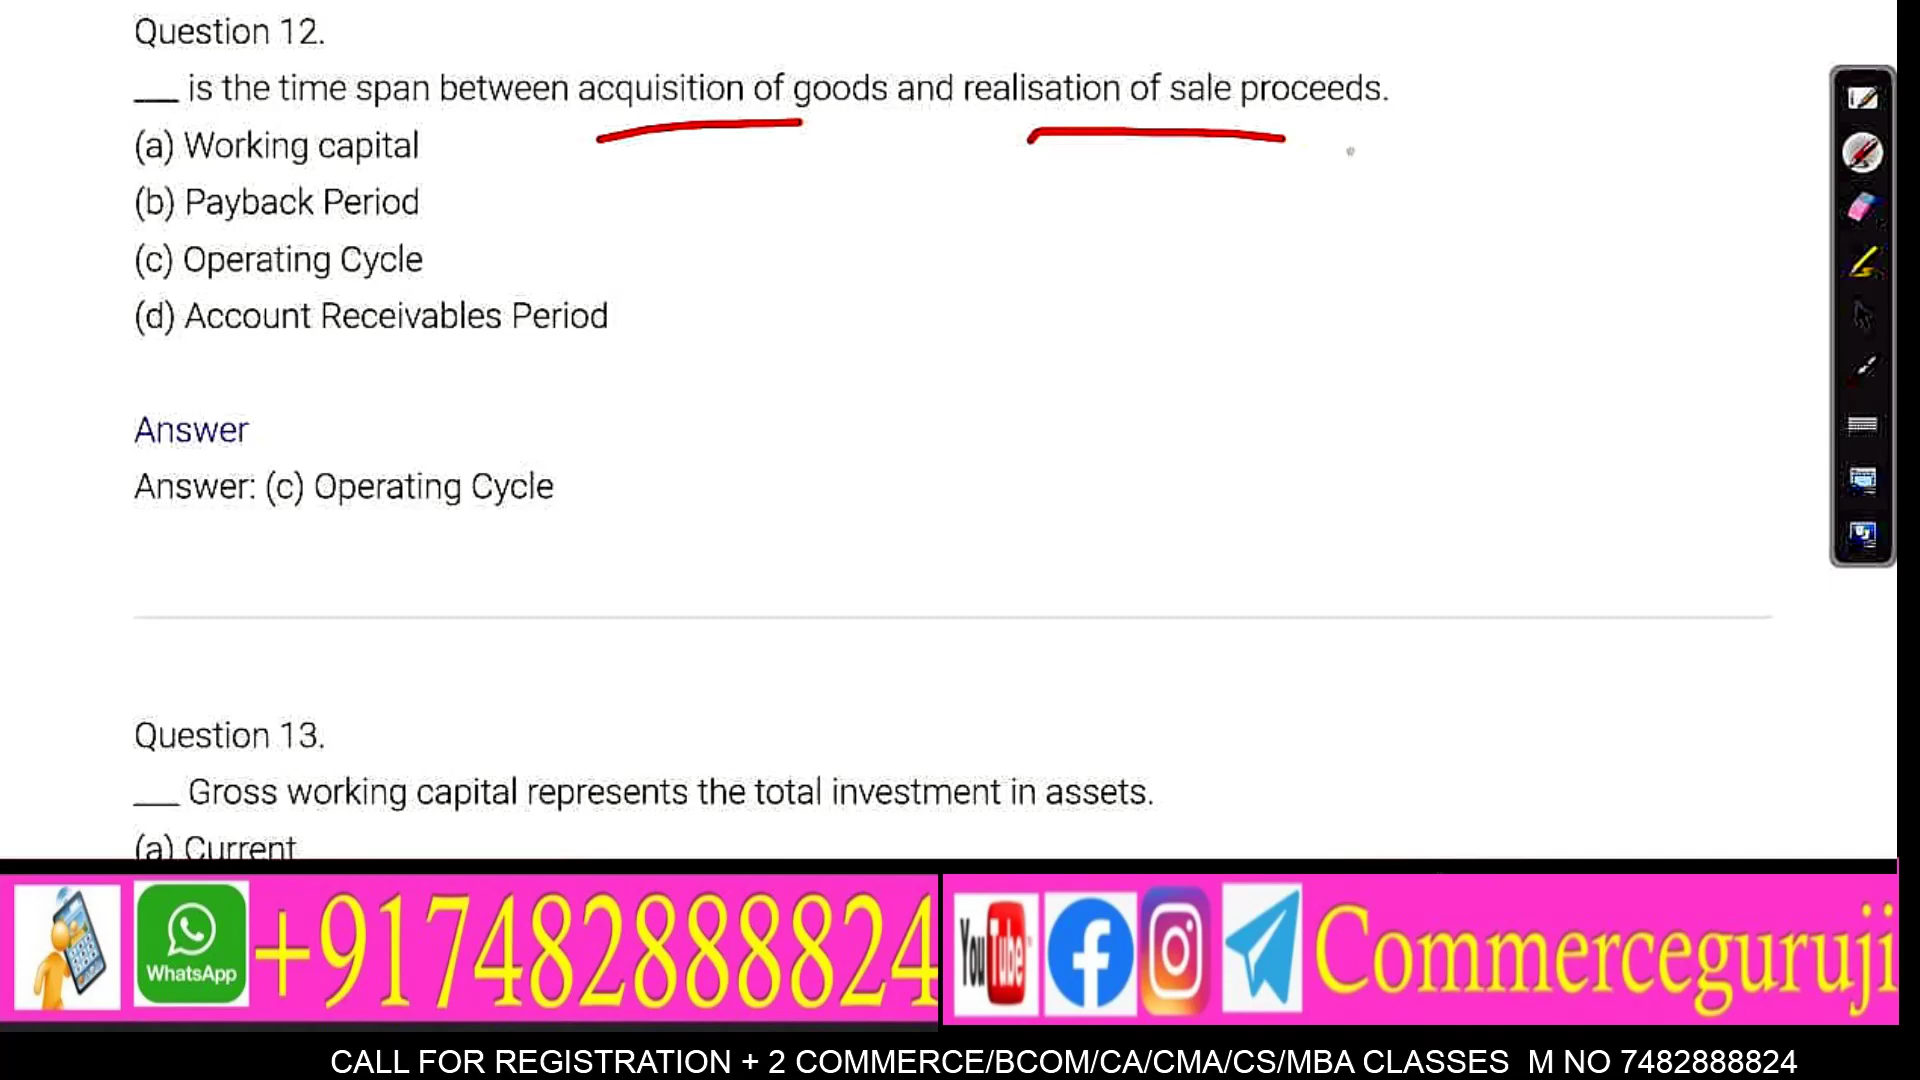 Question 12.
___ is the time span between acquisition of goods and realisation of sale proceeds.
(a) Working capital
(b) Payback Period
(c) Operating Cycle
(d) Account Receivables Period
Answer
Answer: (c) Operating Cycle
Question 13.
___ Gross working capital represents the total investment in assets.
(a) Current
WhatsApp
+917482888824
YouTube
Commerceguruji
CALL FOR REGISTRATION + 2 COMMERCE/BCOM/CA/CMA/CS/MBA CLASSES M NO 7482888824